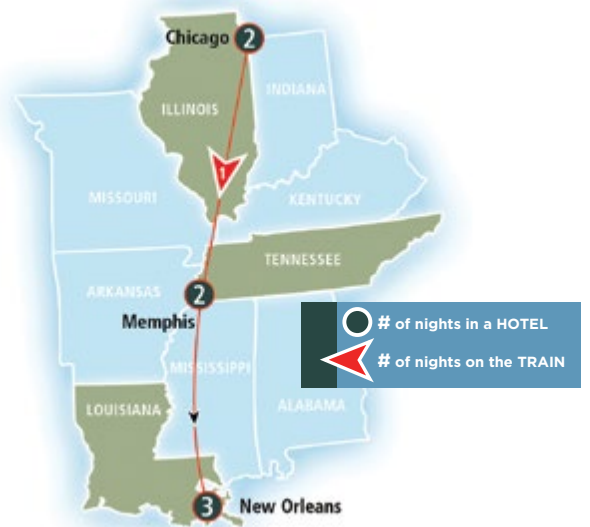 Chicago 2
INDIANA
ILLINOIS
1
MISSOURI
KENTUCKY
TENNESSEE
ARKANSAS
2
Memphis
# of nights in a HOTEL
# of nights on the TRAIN
MISSISSIPPI
LOUISIANA
ALABAMA
3 New Orleans